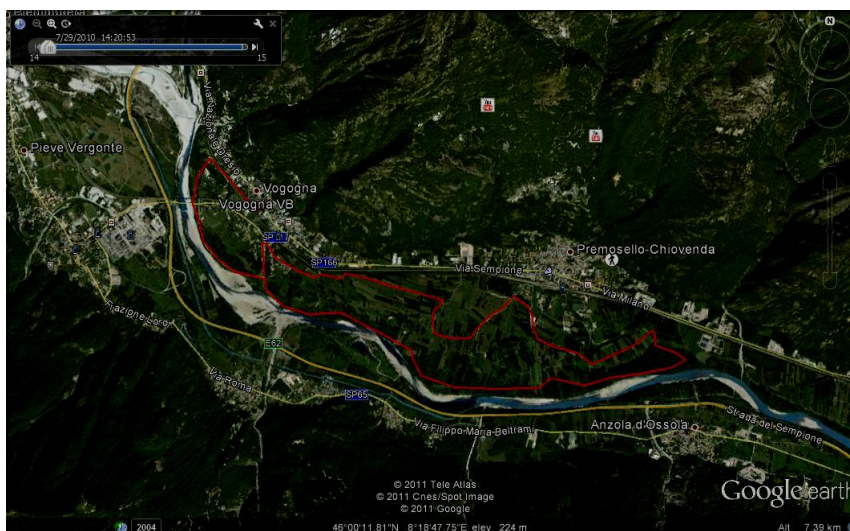 7/29/2010 14:20:53
14
15
N
Pieve Vergonte
Vogogna
Vogogna VB
SP166
Via Sempione
Premosello-Chiovenda
Via Milano
Frazione Loro
E62
Via Roma
SP65
Via Filippo Maria Beltrami
Anzola d'Ossola
Strada del Sempione
© 2011 Tele Atlas
© 2011 Cnes/Spot Image
© 2011 Google
Google earth
2004
46°00'11.81"N 8°18'47.75"E elev 224 m
Alt 7.39 km